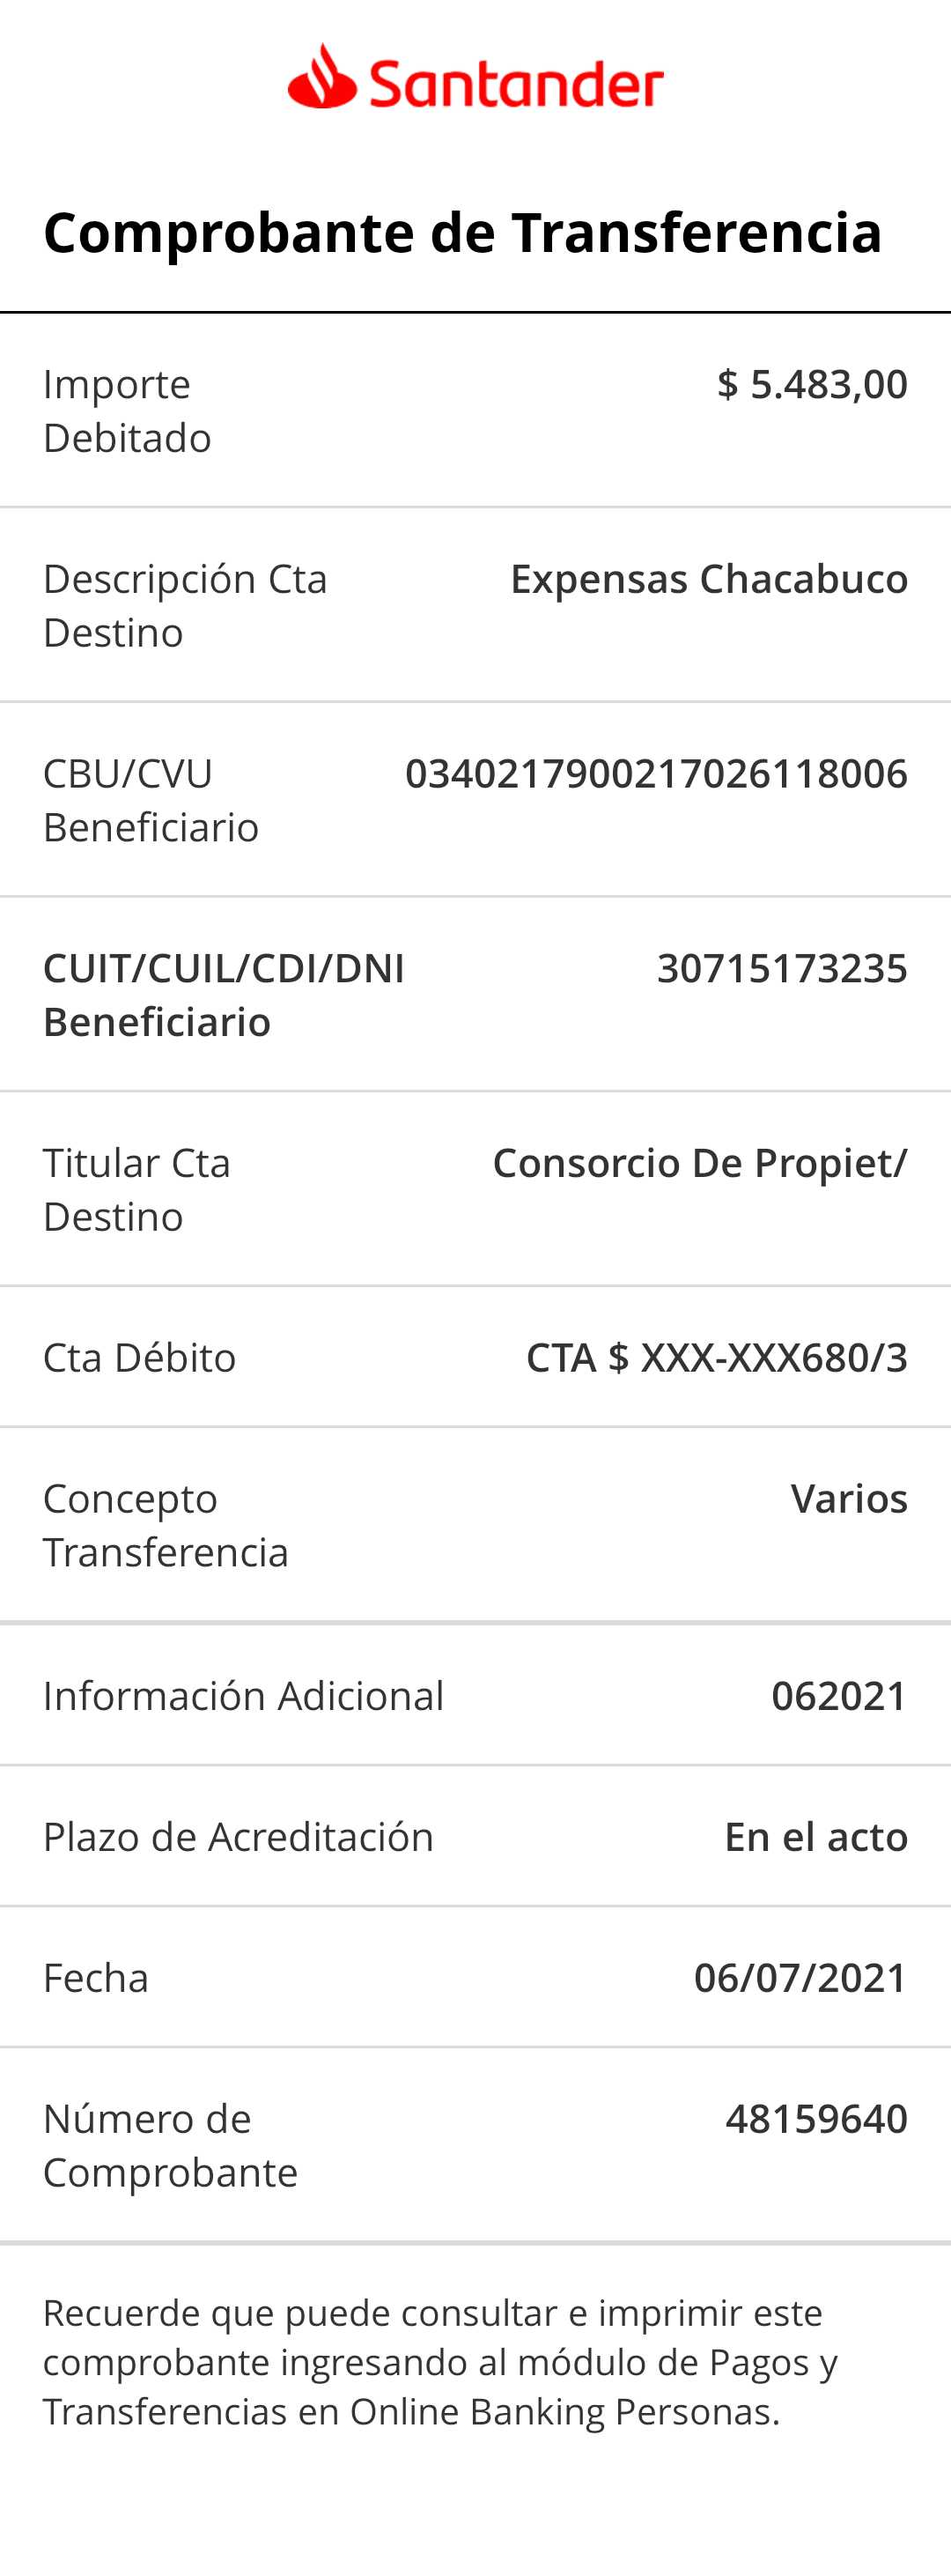 Santander
Comprobante de Transferencia
Importe
Debitado
$ 5.483,00
Descripción Cta
Destino
Expensas Chacabuco
CBU/CVU
Beneficiario
0340217900217026118006
CUIT/CUIL/CDI/DNI
Beneficiario
30715173235
Titular Cta
Destino
Consorcio De Propiet/
Cta Débito
CTA $ XXX-XXX680/3
Concepto
Transferencia
Varios
Información Adicional
062021
Plazo de Acreditación
En el acto
Fecha
06/07/2021
Número de
Comprobante
48159640
Recuerde que puede consultar e imprimir este
comprobante ingresando al módulo de Pagos y
Transferencias en Online Banking Personas.